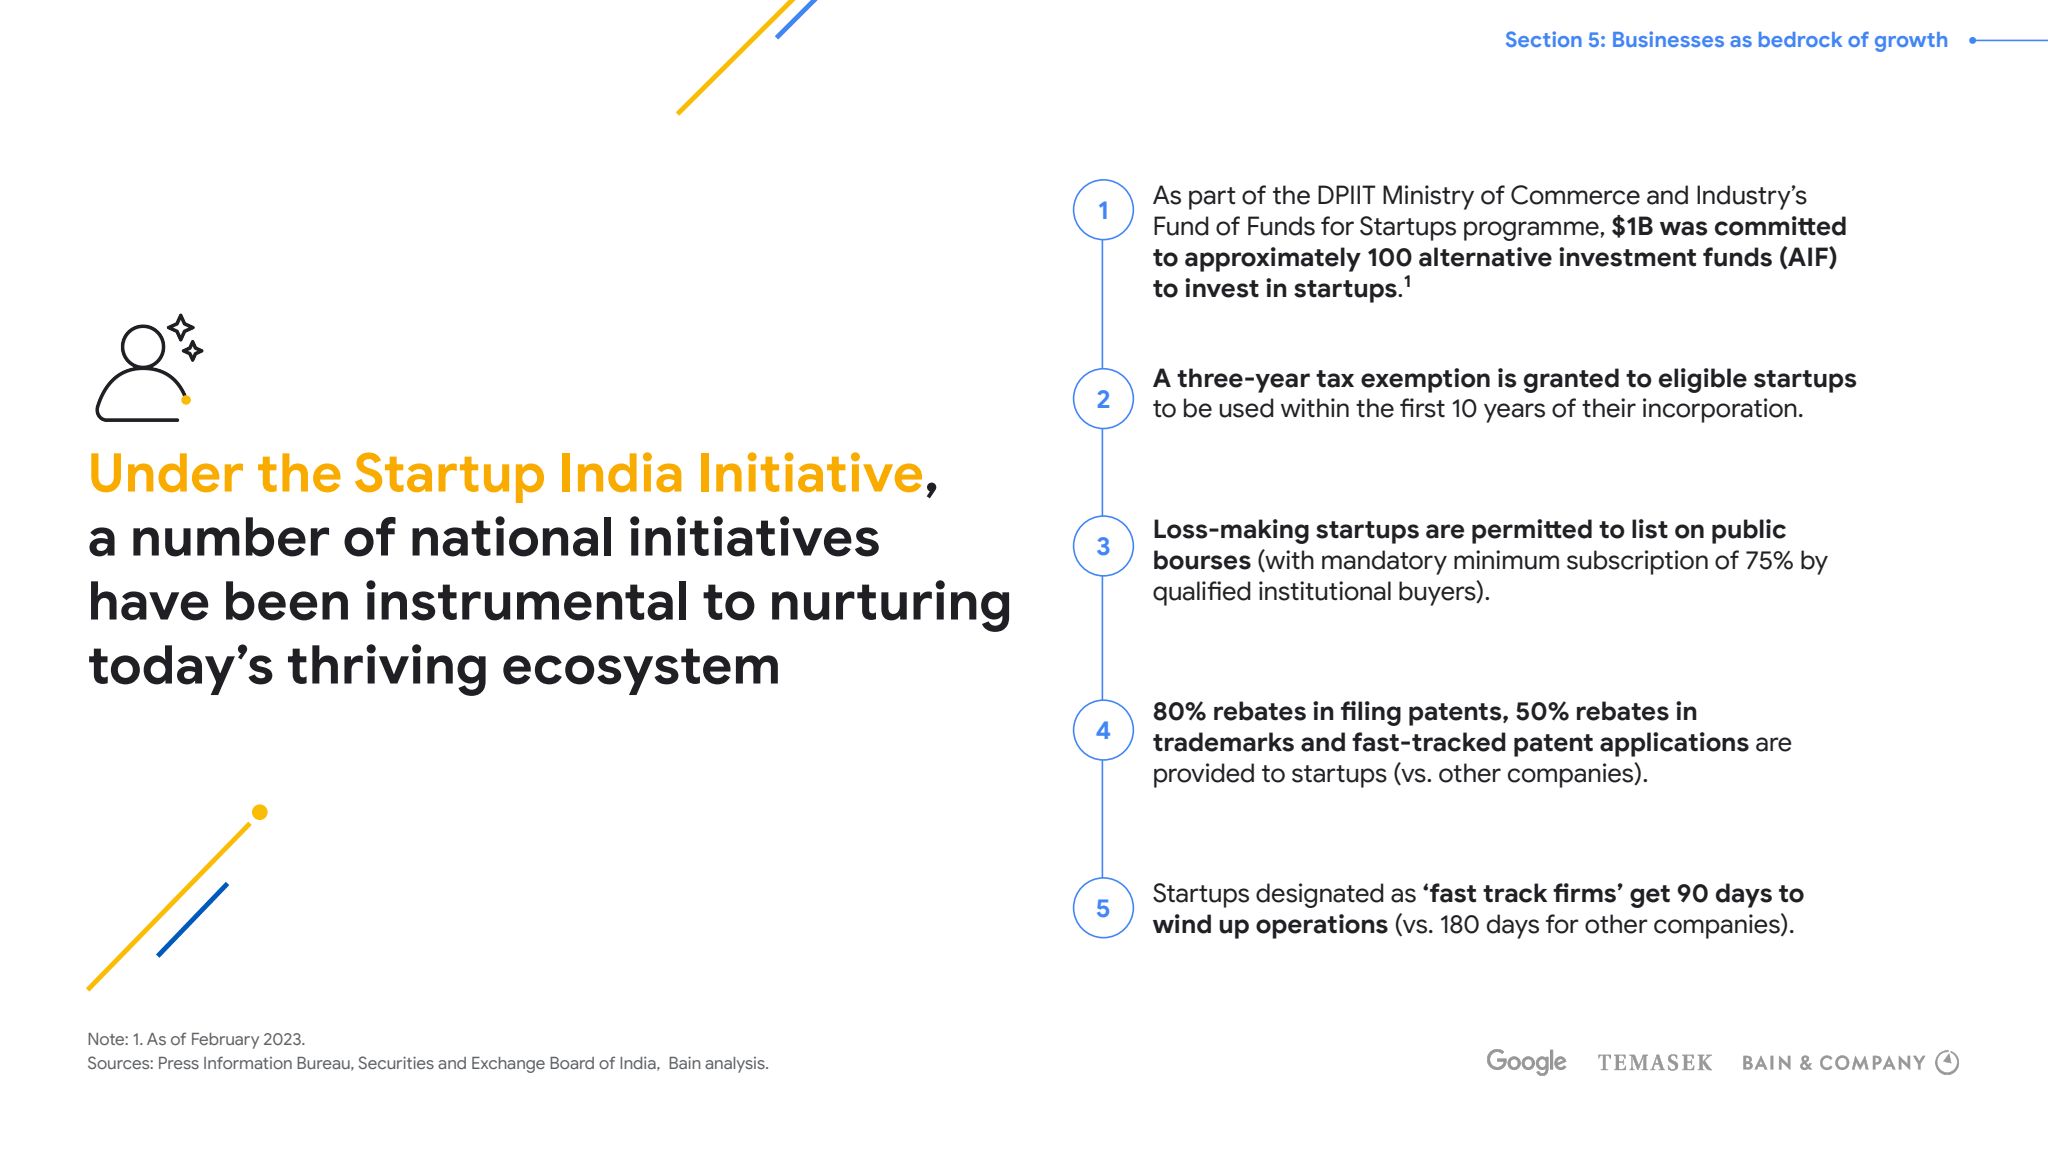 Section 5: Businesses as bedrock of growth
Under the Startup India Initiative,
a number of national initiatives
have been instrumental to nurturing
today’s thriving ecosystem
1
As part of the DPIIT Ministry of Commerce and Industry’s
Fund of Funds for Startups programme, $1B was committed
to approximately 100 alternative investment funds (AIF)
to invest in startups.¹
2
A three-year tax exemption is granted to eligible startups
to be used within the first 10 years of their incorporation.
3
Loss-making startups are permitted to list on public
bourses (with mandatory minimum subscription of 75% by
qualified institutional buyers).
4
80% rebates in filing patents, 50% rebates in
trademarks and fast-tracked patent applications are
provided to startups (vs. other companies).
5
Startups designated as ‘fast track firms’ get 90 days to
wind up operations (vs. 180 days for other companies).
Note: 1. As of February 2023.
Sources: Press Information Bureau, Securities and Exchange Board of India, Bain analysis.
Google TEMASEK BAIN & COMPANY